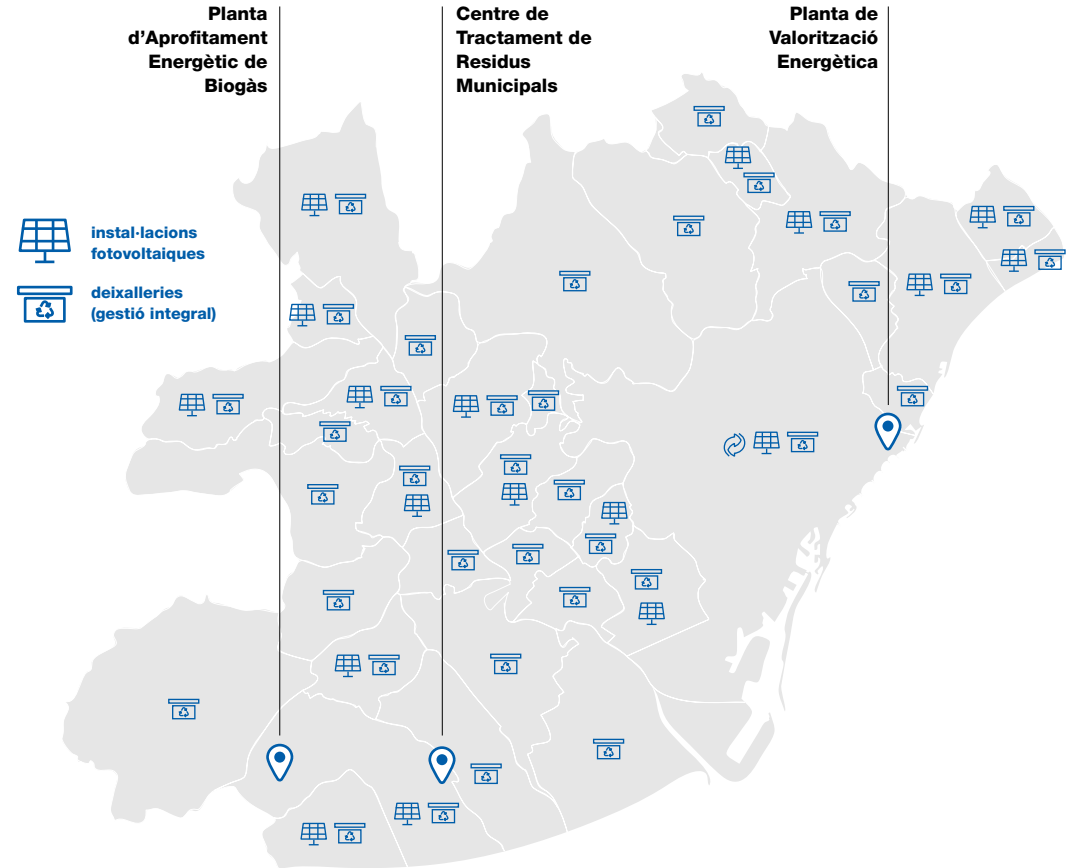 Planta
d'Aprofitament
Energètic de
Biogàs
Centre de
Tractament de
Residus
Municipals
Planta de
Valorització
Energètica
instal·lacions
fotovoltaiques
deixalleries
(gestió integral)